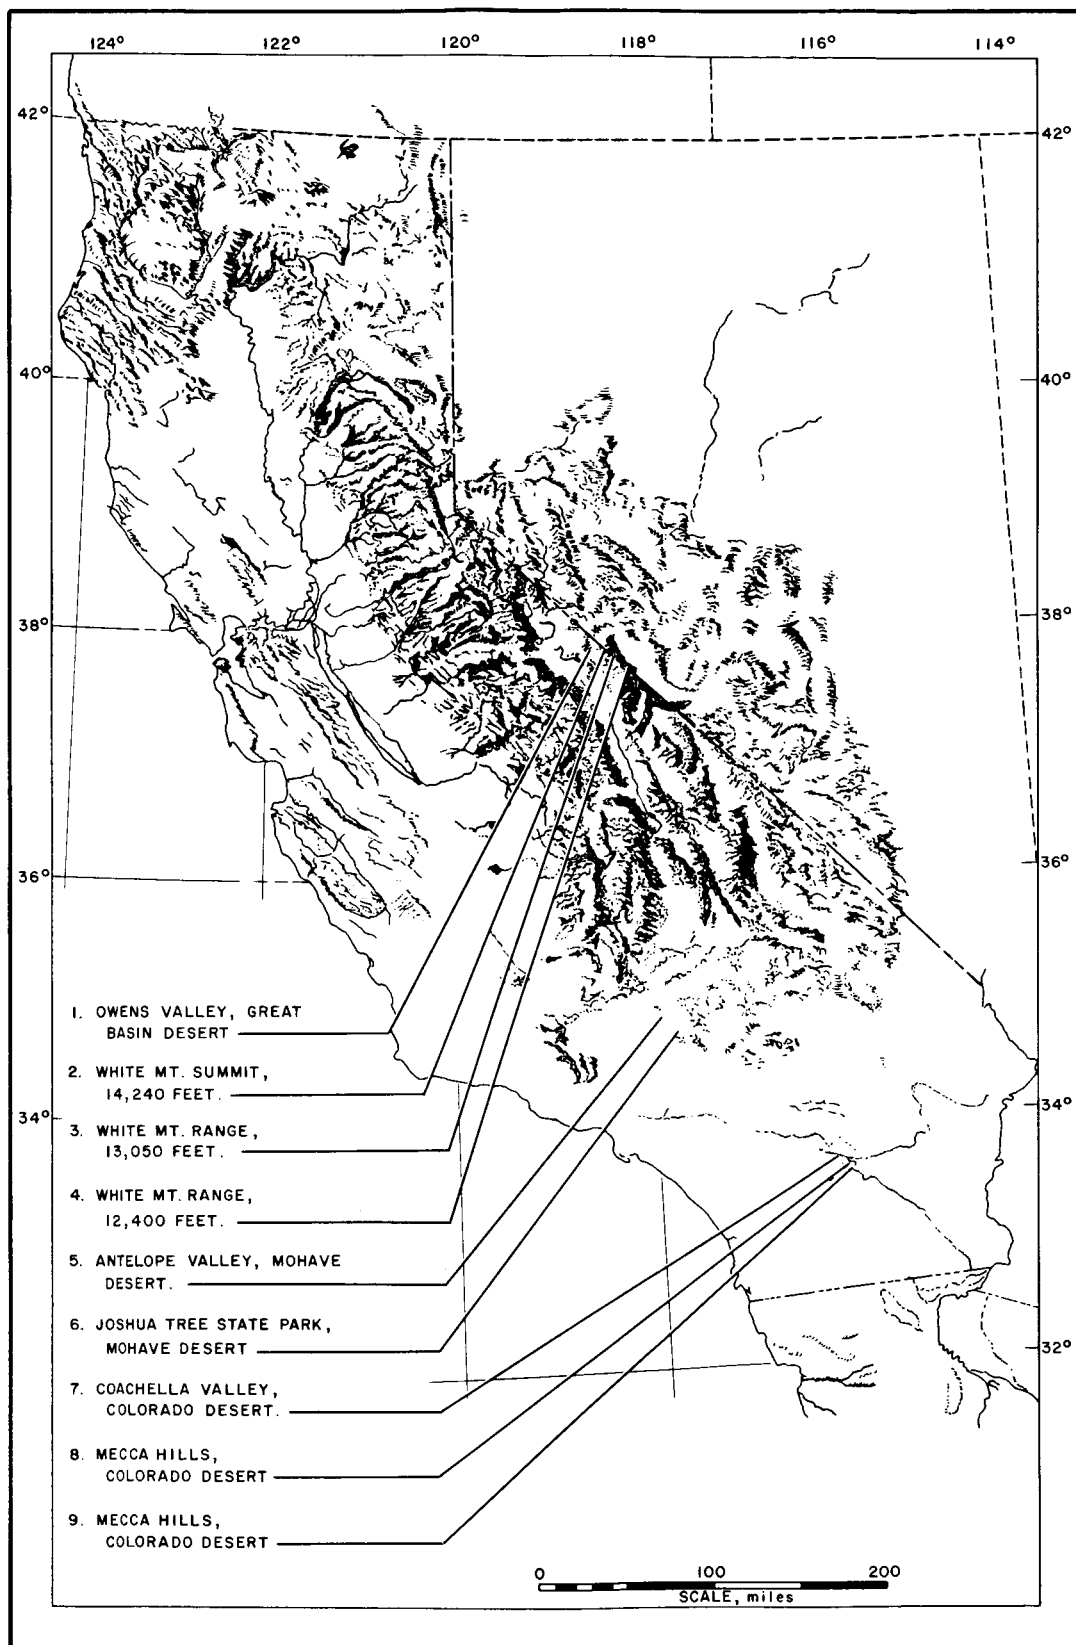 124° 122° 120° 118° 116° 114°
42° 42°
40° 40°
38° 38°
36° 36°
34° 34°
32°
1. OWENS VALLEY, GREAT
BASIN DESERT
2. WHITE MT. SUMMIT,
14,240 FEET.
3. WHITE MT. RANGE,
13,050 FEET.
4. WHITE MT. RANGE,
12,400 FEET.
5. ANTELOPE VALLEY, MOHAVE
DESERT.
6. JOSHUA TREE STATE PARK,
MOHAVE DESERT
7. COACHELLA VALLEY,
COLORADO DESERT.
8. MECCA HILLS,
COLORADO DESERT
9. MECCA HILLS,
COLORADO DESERT
0 100 200
SCALE, miles